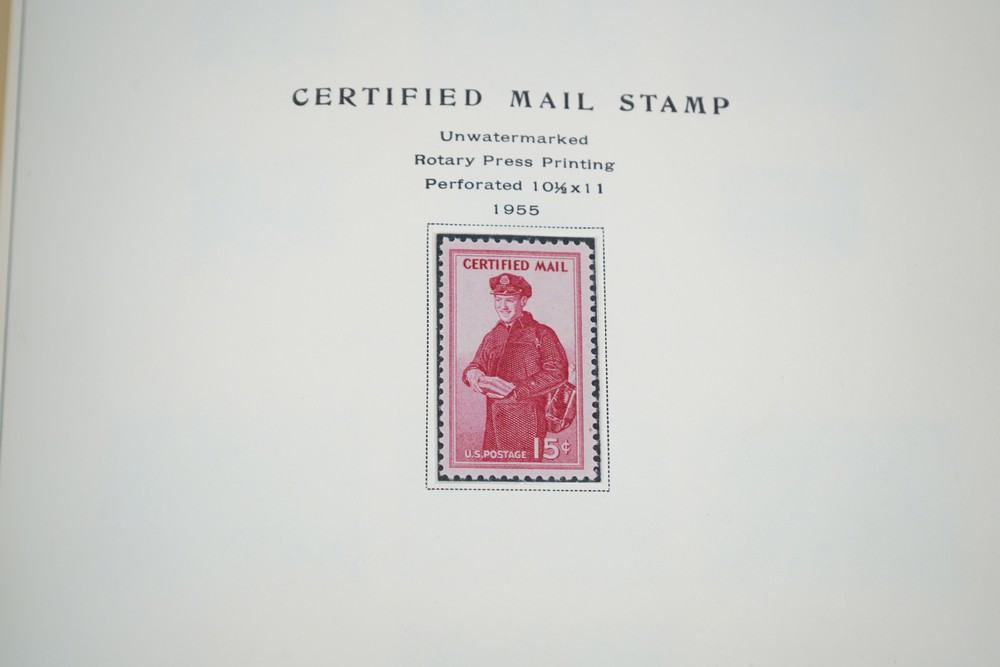 CERTIFIED MAIL STAMP
Unwatermarked
Rotary Press Printing
Perforated 10½x11
1955
CERTIFIED MAIL
U.S.POSTAGE 15¢